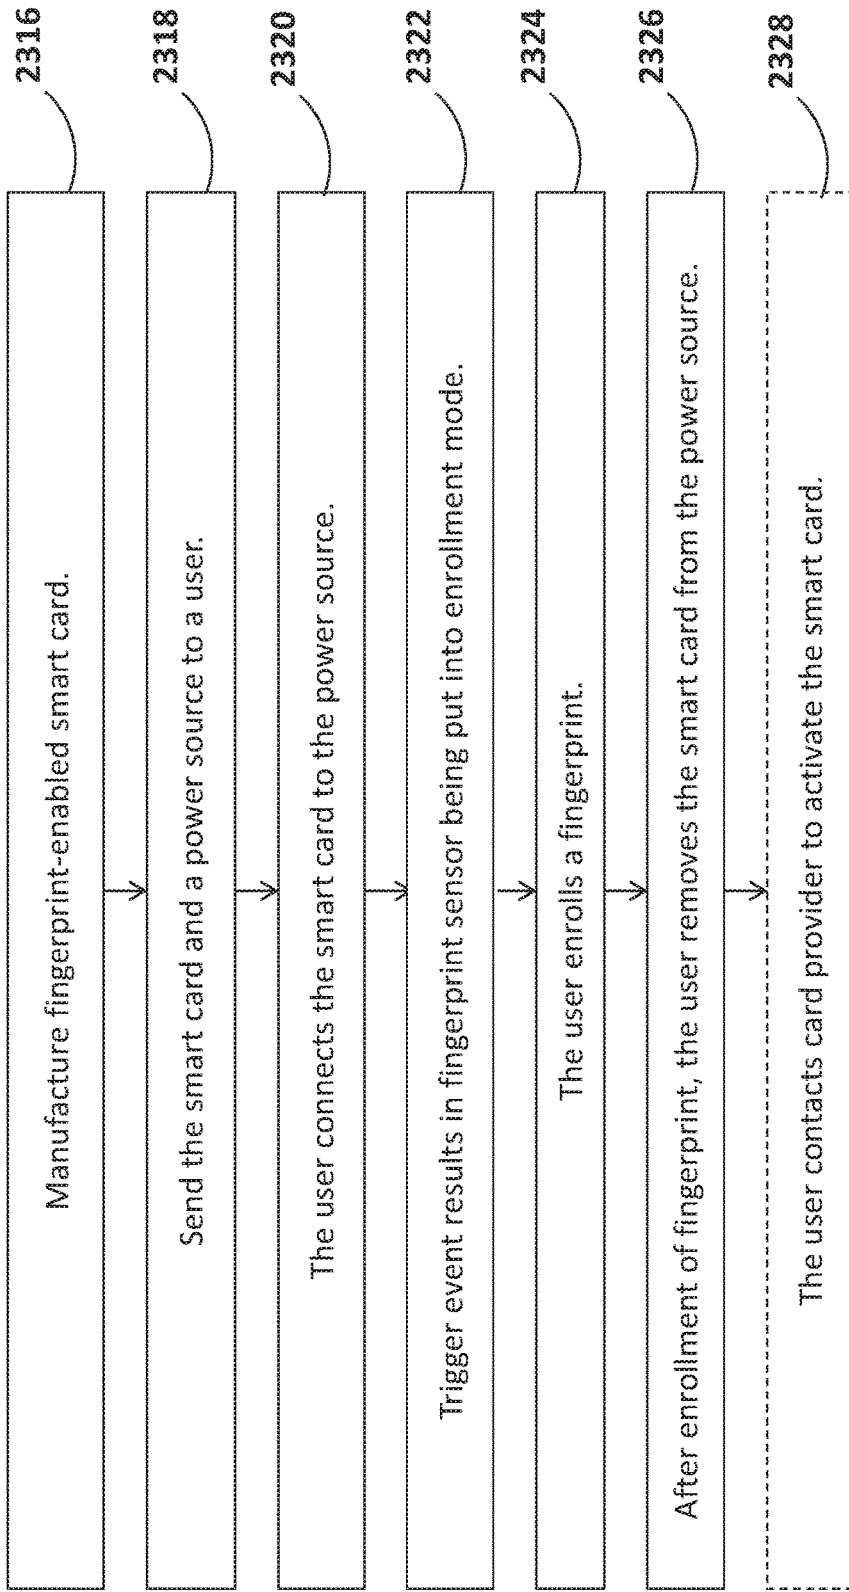 Manufacture fingerprint-enabled smart card.
2316
Send the smart card and a power source to a user.
2318
The user connects the smart card to the power source.
2320
Trigger event results in fingerprint sensor being put into enrollment mode.
2322
The user enrolls a fingerprint.
2324
After enrollment of fingerprint, the user removes the smart card from the power source.
2326
The user contacts card provider to activate the smart card.
2328